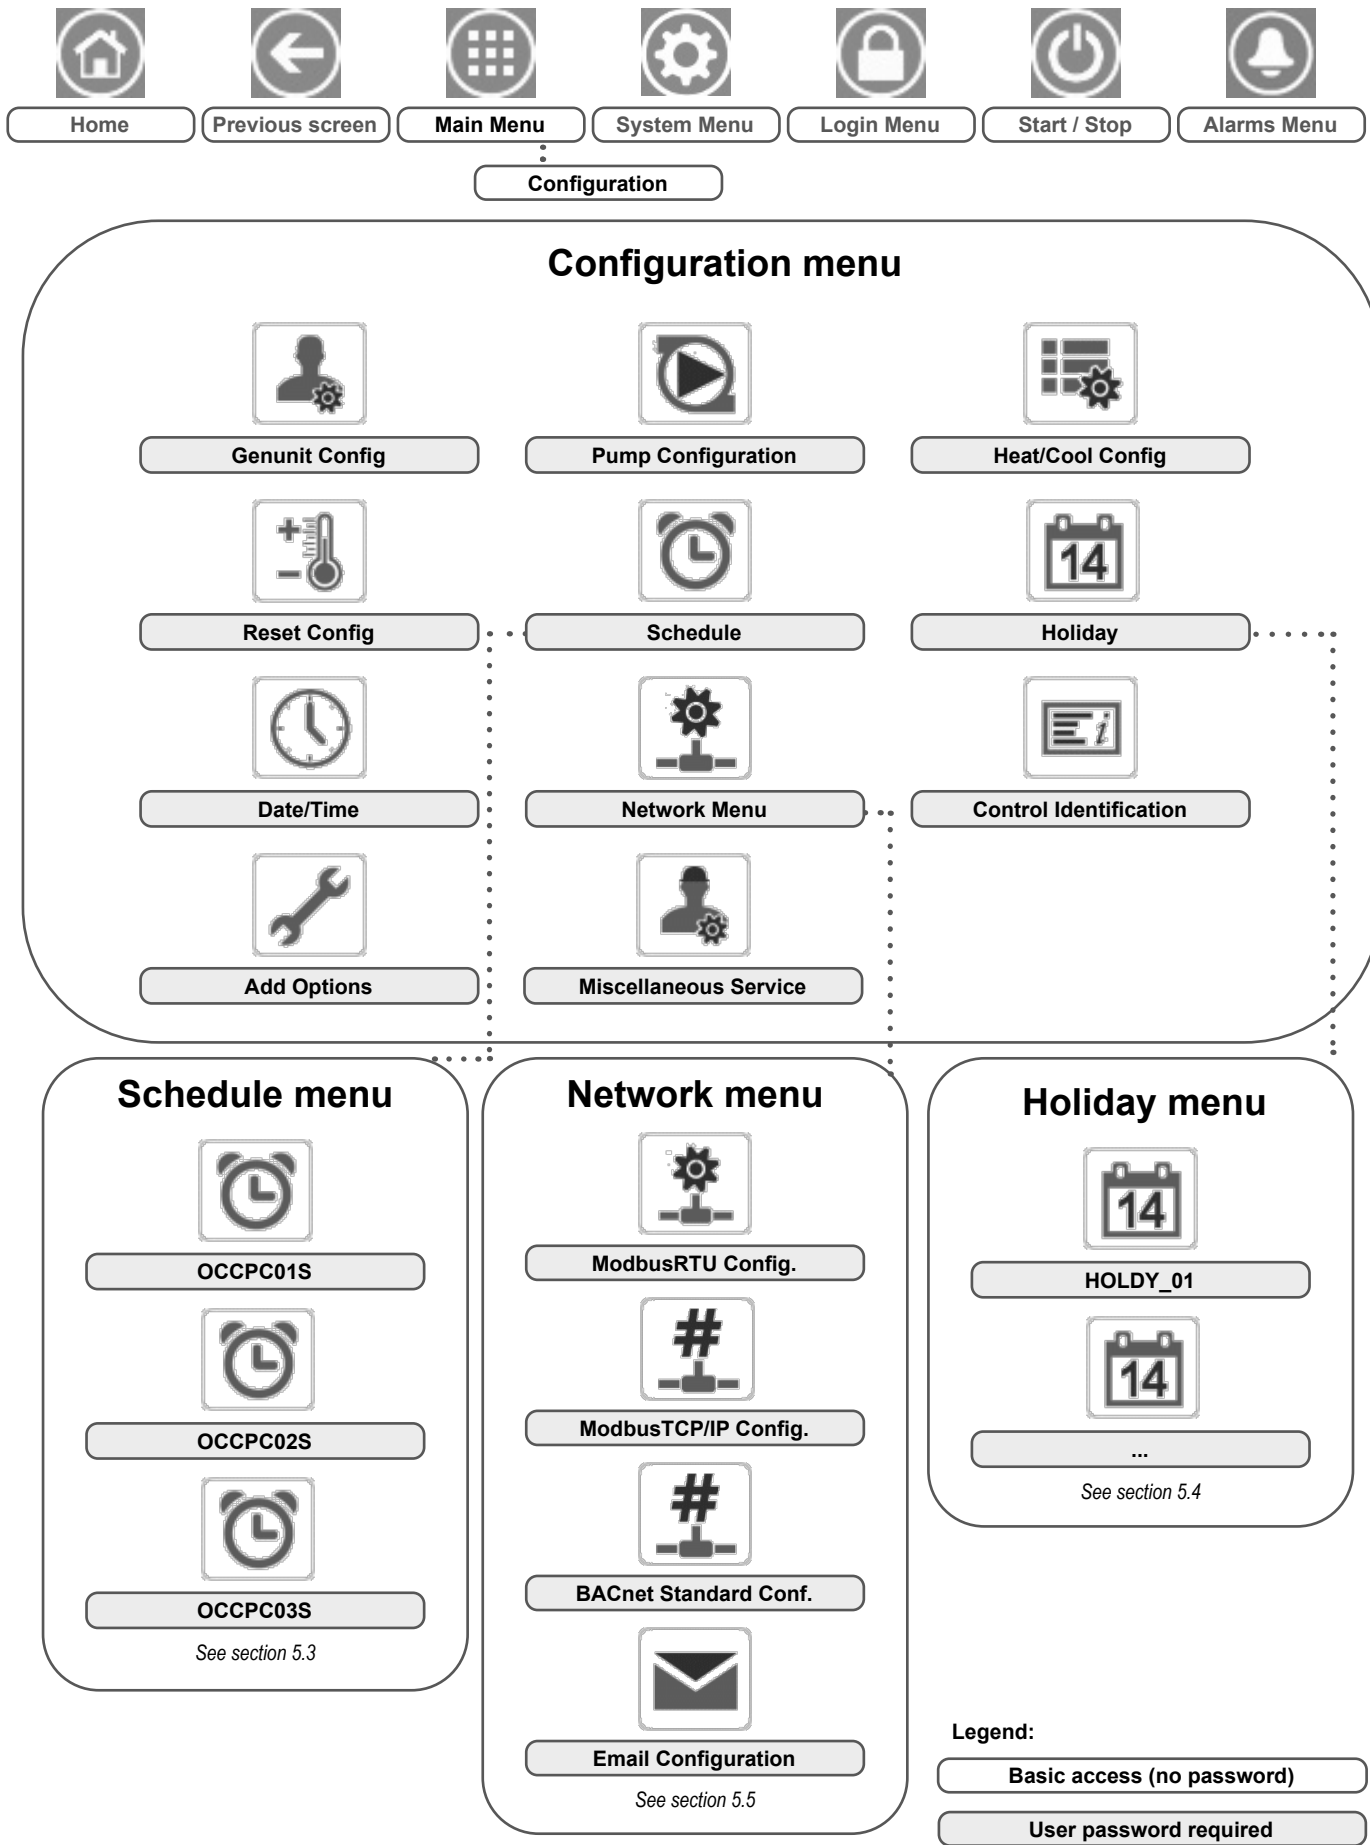 Home
Previous screen
Main Menu
System Menu
Login Menu
Start / Stop
Alarms Menu
Configuration
Configuration menu
Genunit Config
Pump Configuration
Heat/Cool Config
14
Reset Config
Schedule
Holiday
i
Date/Time
Network Menu
Control Identification
Add Options
Miscellaneous Service
Schedule menu
OCCPC01S
OCCPC02S
OCCPC03S
See section 5.3
Network menu
ModbusRTU Config.
#
ModbusTCP/IP Config.
#
BACnet Standard Conf.
Email Configuration
See section 5.5
Holiday menu
14
HOLDY_01
14
...
See section 5.4
Legend:
Basic access (no password)
User password required